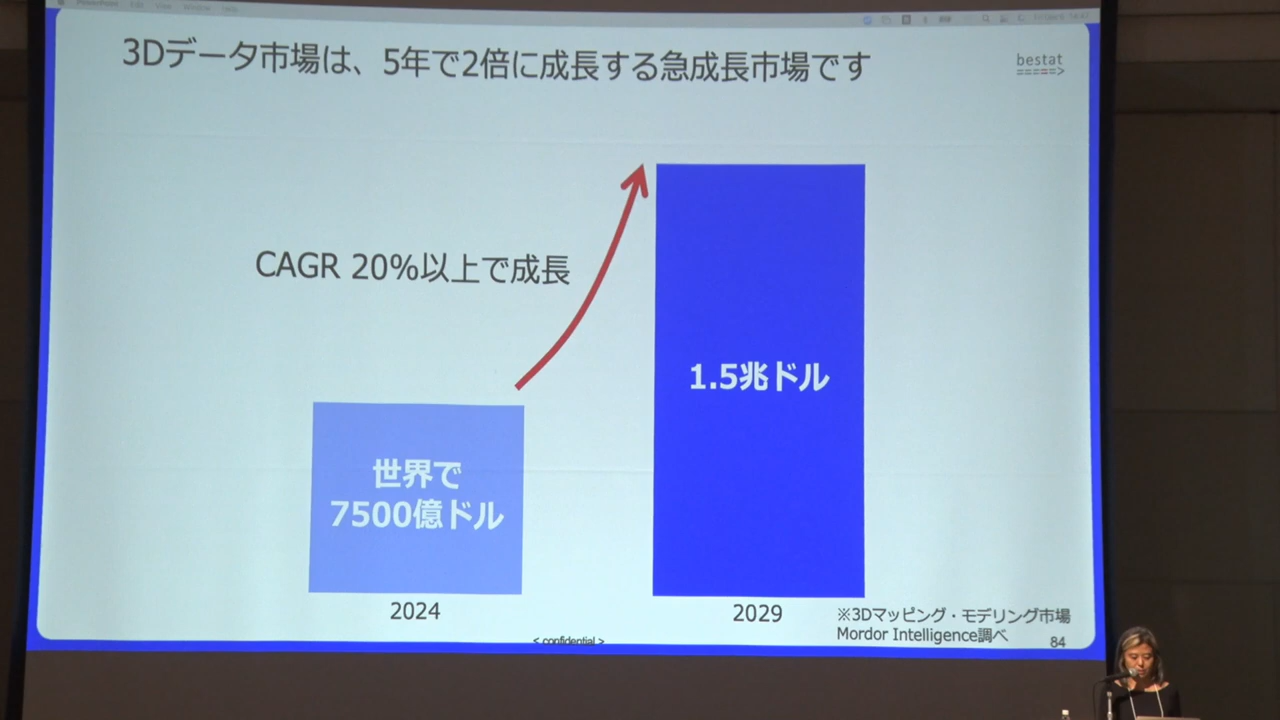 3Dデータ市場は、5年で2倍に成長する急成長市場です
bestat
=====>
CAGR 20%以上で成長
1.5兆ドル
世界で
7500億ドル
2024
2029
※3Dマッピング・モデリング市場
Mordor Intelligence調べ
< confidential >
84